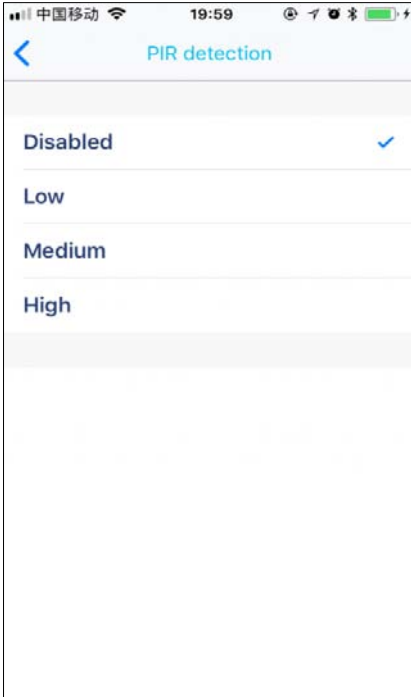 中国移动 19:59
PIR detection
Disabled
Low
Medium
High